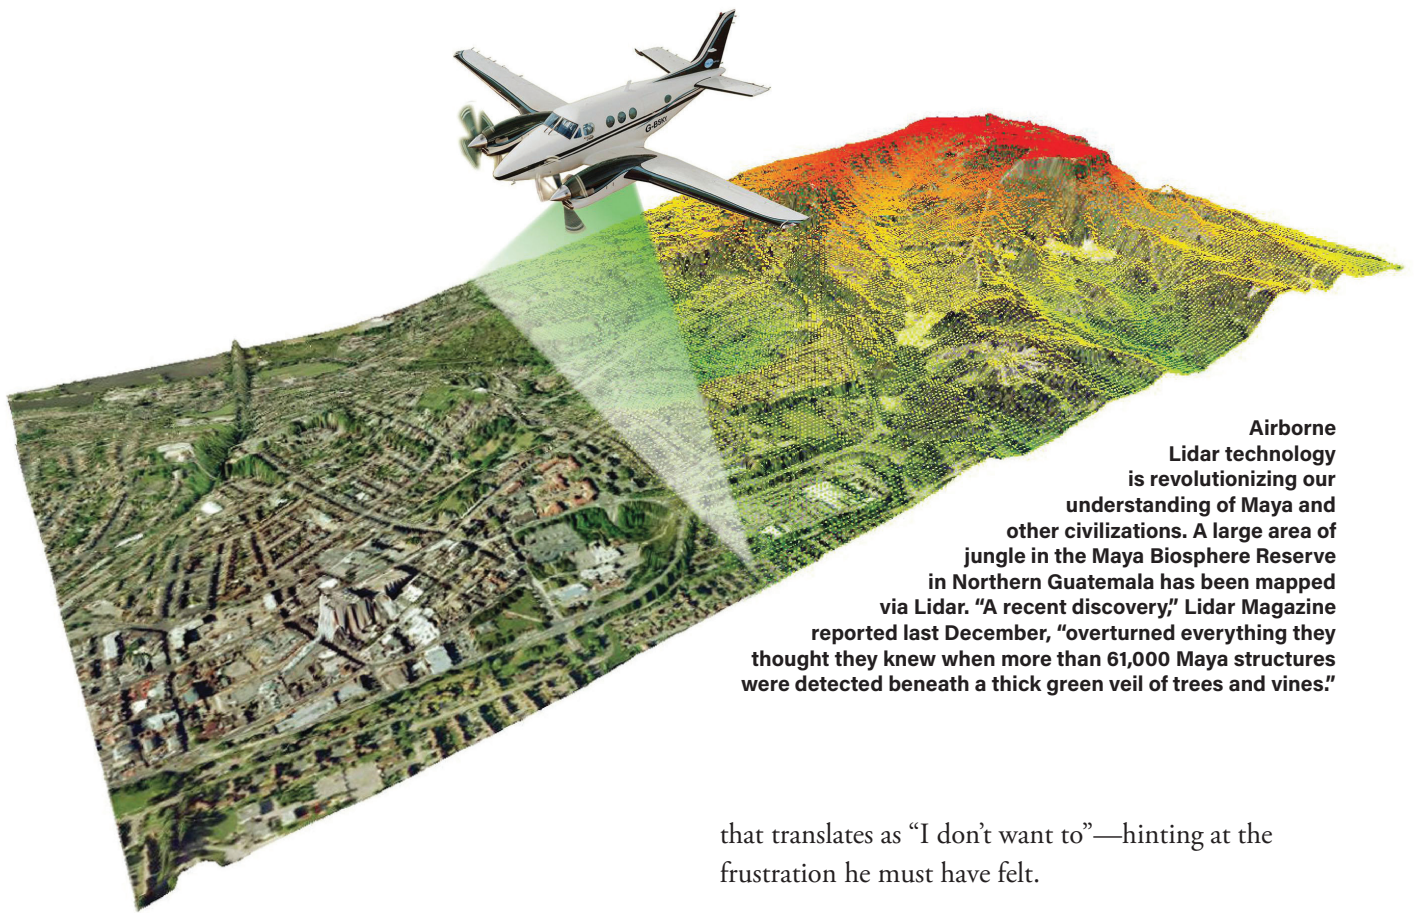 G-BSKY
Airborne
Lidar technology
is revolutionizing our
understanding of Maya and
other civilizations. A large area of
jungle in the Maya Biosphere Reserve
in Northern Guatemala has been mapped
via Lidar. “A recent discovery,” Lidar Magazine
reported last December, “overturned everything they
thought they knew when more than 61,000 Maya structures
were detected beneath a thick green veil of trees and vines.”
that translates as “I don’t want to”—hinting at the
frustration he must have felt.